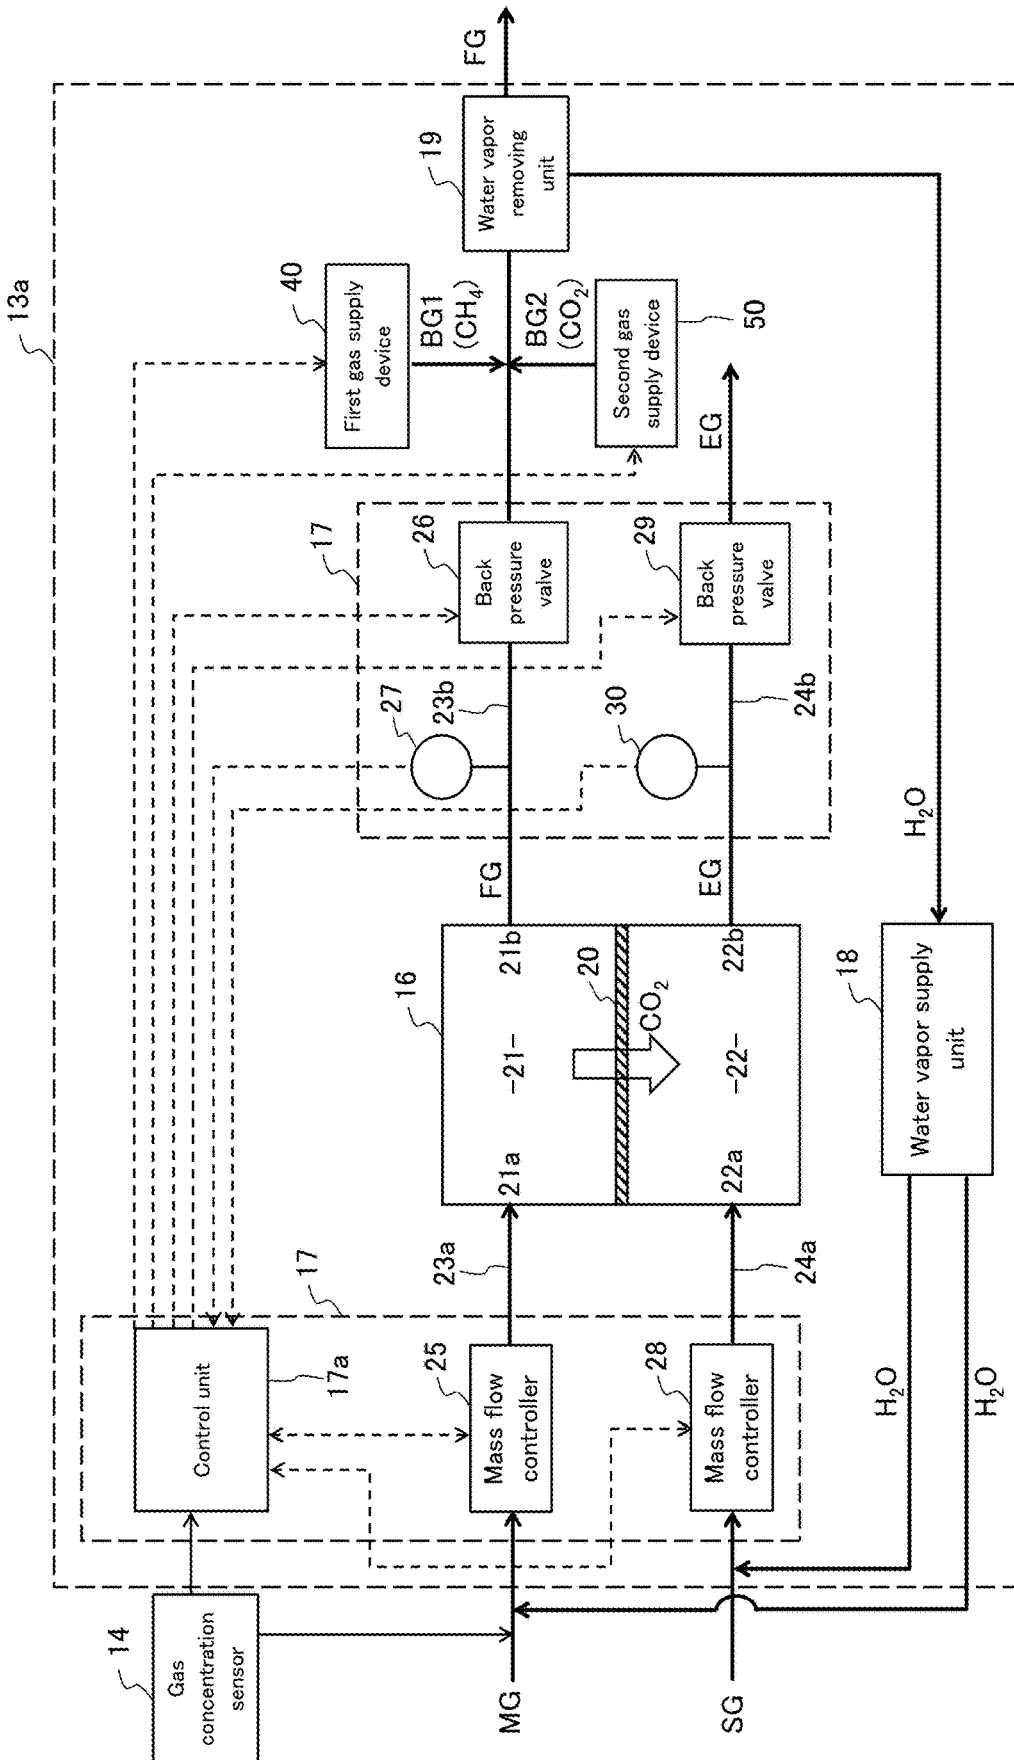 13a
14
Gas
concentration
sensor
Control unit
17a
17
25
Mass flow
controller
28
Mass flow
controller
MG
SG
H2O
H2O
23a
24a
16
21a
-21-
21b
20
CO2
22a
-22-
22b
18
Water vapor supply
unit
H2O
FG
EG
17
27
23b
30
24b
26
Back
pressure
valve
29
Back
pressure
valve
EG
40
First gas supply
device
BG1
(CH4)
BG2
(CO2)
Second gas
supply device
50
19
Water vapor
removing
unit
FG